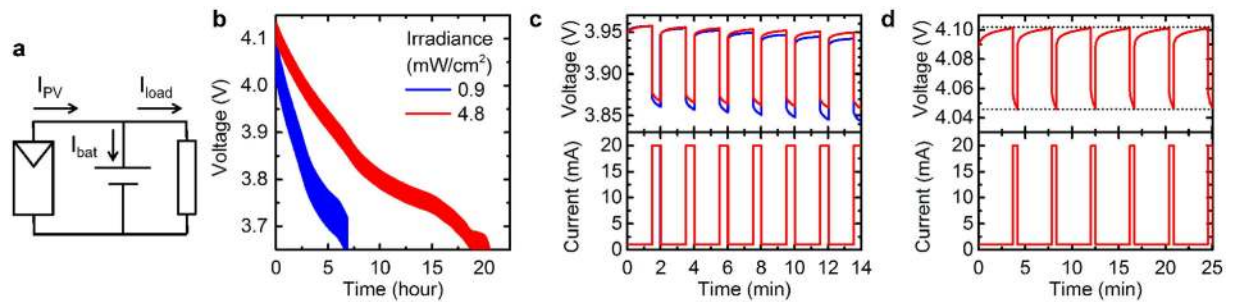 a
I_PV
I_load
I_bat
b
Voltage (V)
4.1
4.0
3.9
3.8
3.7
Irradiance
(mW/cm²)
0.9
4.8
0 5 10 15 20
Time (hour)
c
Voltage (V)
3.95
3.90
3.85
Current (mA)
20
15
10
5
0
0 2 4 6 8 10 12 14
Time (min)
d
Voltage (V)
4.10
4.08
4.06
4.04
Current (mA)
20
15
10
5
0
0 5 10 15 20 25
Time (min)